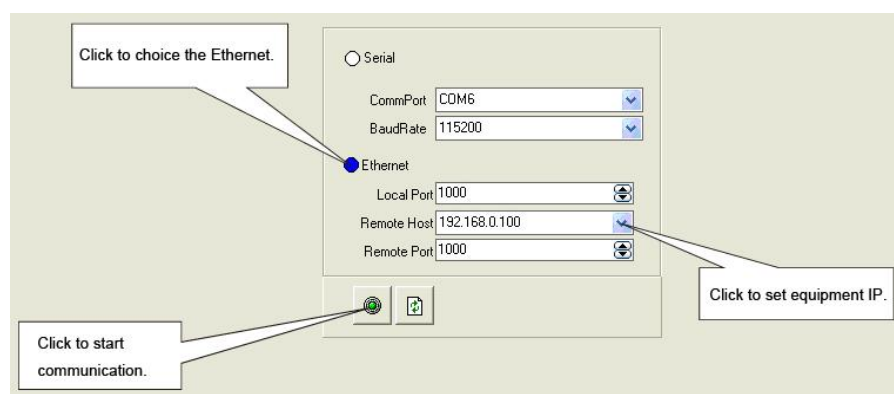 Click to choice the Ethernet.
Serial
CommPort COM6
BaudRate 115200
Ethernet
Local Port 1000
Remote Host 192.168.0.100
Remote Port 1000
Click to set equipment IP.
Click to start
communication.